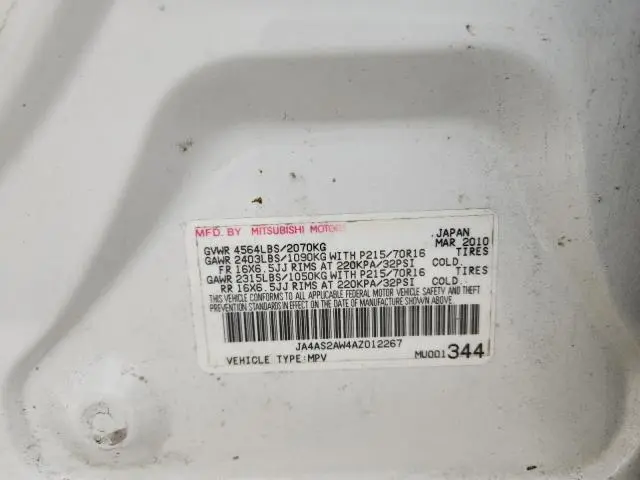 MFD. BY MITSUBISHI MOTORS JAPAN
GVWR 4564LBS/2070KG MAR 2010
GAWR 2403LBS/1090KG WITH P215/70R16 TIRES
FR 16X6.5JJ RIMS AT 220KPA/32PSI COLD.
GAWR 2315LBS/1050KG WITH P215/70R16 TIRES
RR 16X6.5JJ RIMS AT 220KPA/32PSI COLD.
THIS VEHICLE CONFORMS TO ALL APPLICABLE FEDERAL MOTOR VEHICLE SAFETY AND THEFT
PREVENTION STANDARDS IN EFFECT ON THE DATE OF MANUFACTURE SHOWN ABOVE.
JA4AS2AW4AZ012267
VEHICLE TYPE:MPV MU001344